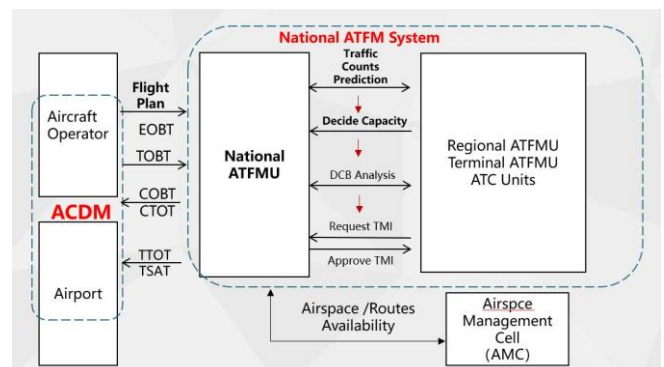 National ATFM System
Aircraft
Operator
ACDM
Airport
Flight
Plan
EOBT
TOBT
COBT
CTOT
TTOT
TSAT
National
ATFMU
Traffic
Counts
Prediction
Decide Capacity
DCB Analysis
Request TMI
Approve TMI
Regional ATFMU
Terminal ATFMU
ATC Units
Airspace /Routes
Availability
Airspce
Management
Cell
(AMC)